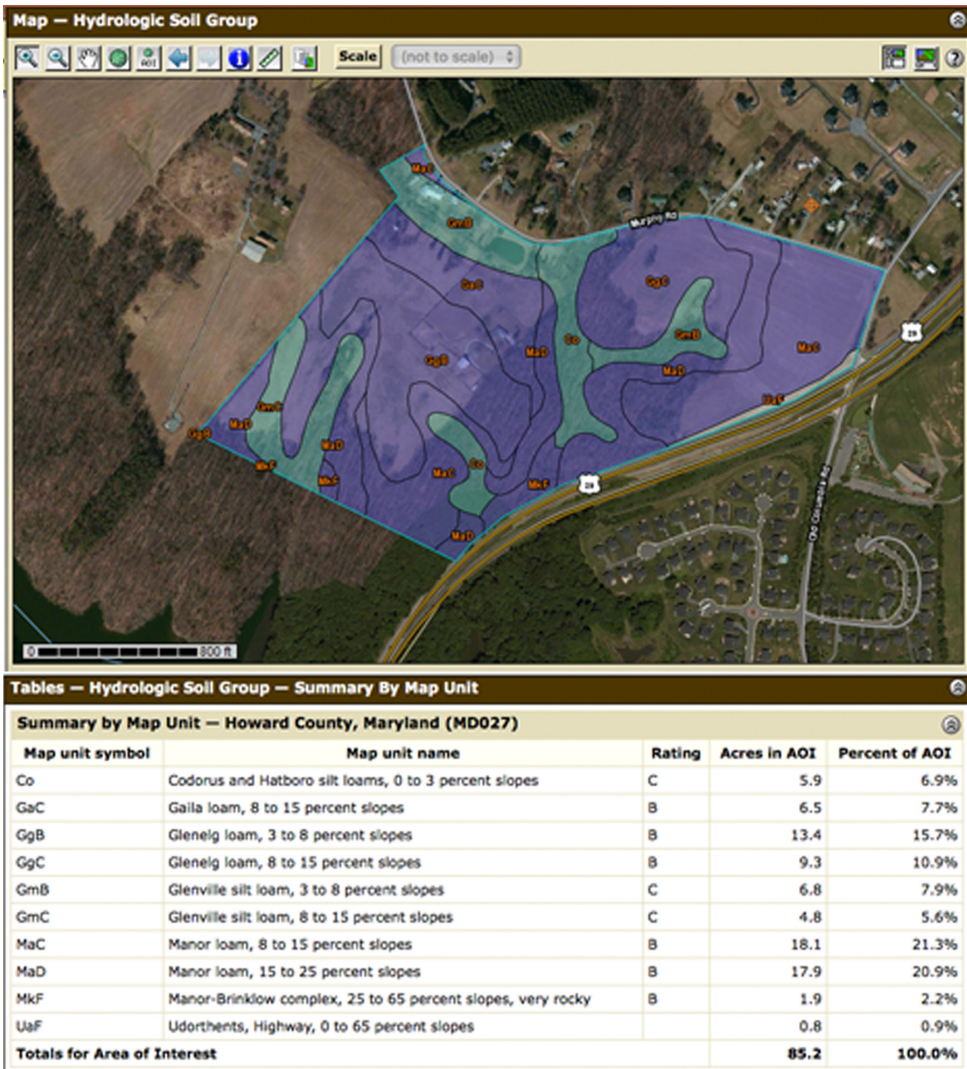 Map — Hydrologic Soil Group
AOI
Scale
(not to scale)
MaC
GmB
Murphy Rd
GaC
GgC
29
Co
GmB
MaD
GgB
MaC
MaD
UaF
GmC
MaD
GgB
MaD
MkF
MkF
MaC
Co
MkF
29
Old Columbia Rd
MaD
0 800 ft
Tables — Hydrologic Soil Group — Summary By Map Unit
Summary by Map Unit — Howard County, Maryland (MD027)
Map unit symbol Map unit name Rating Acres in AOI Percent of AOI
Co Codorus and Hatboro silt loams, 0 to 3 percent slopes C 5.9 6.9%
GaC Gaila loam, 8 to 15 percent slopes B 6.5 7.7%
GgB Glenelg loam, 3 to 8 percent slopes B 13.4 15.7%
GgC Glenelg loam, 8 to 15 percent slopes B 9.3 10.9%
GmB Glenville silt loam, 3 to 8 percent slopes C 6.8 7.9%
GmC Glenville silt loam, 8 to 15 percent slopes C 4.8 5.6%
MaC Manor loam, 8 to 15 percent slopes B 18.1 21.3%
MaD Manor loam, 15 to 25 percent slopes B 17.9 20.9%
MkF Manor-Brinklow complex, 25 to 65 percent slopes, very rocky B 1.9 2.2%
UaF Udorthents, Highway, 0 to 65 percent slopes 0.8 0.9%
Totals for Area of Interest 85.2 100.0%